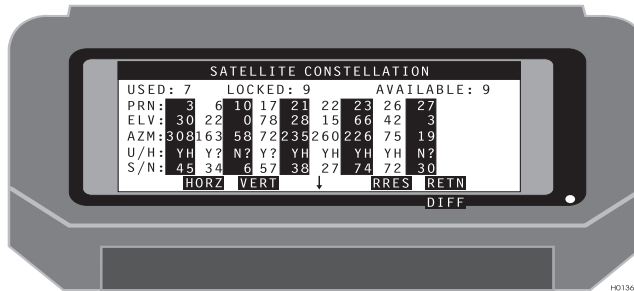 SATELLITE CONSTELLATION
USED: 7 LOCKED: 9 AVAILABLE: 9
PRN: 3 6 10 17 21 22 23 26 27
ELV: 30 22 0 78 28 15 66 42 3
AZM: 308 163 58 72 235 260 226 75 19
U/H: YH Y? N? Y? YH YH YH YH N?
S/N: 45 34 6 57 38 27 74 72 30
HORZ VERT ↓ RRES RETN
DIFF
H0136